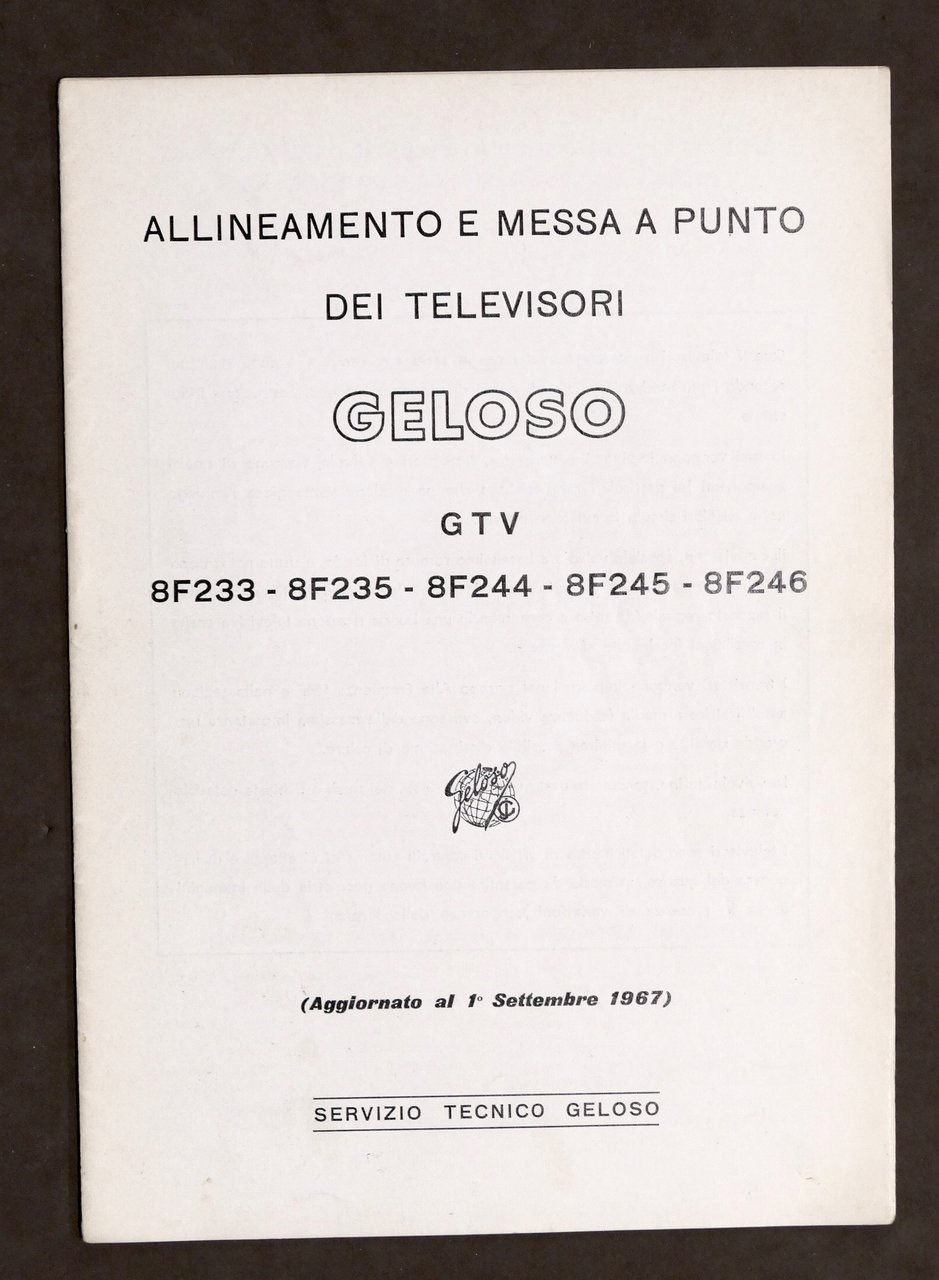 ALLINEAMENTO E MESSA A PUNTO
DEI TELEVISORI
GELOSO
GTV
8F233 - 8F235 - 8F244 - 8F245 - 8F246
Geloso
(Aggiornato al 1° Settembre 1967)
SERVIZIO TECNICO GELOSO